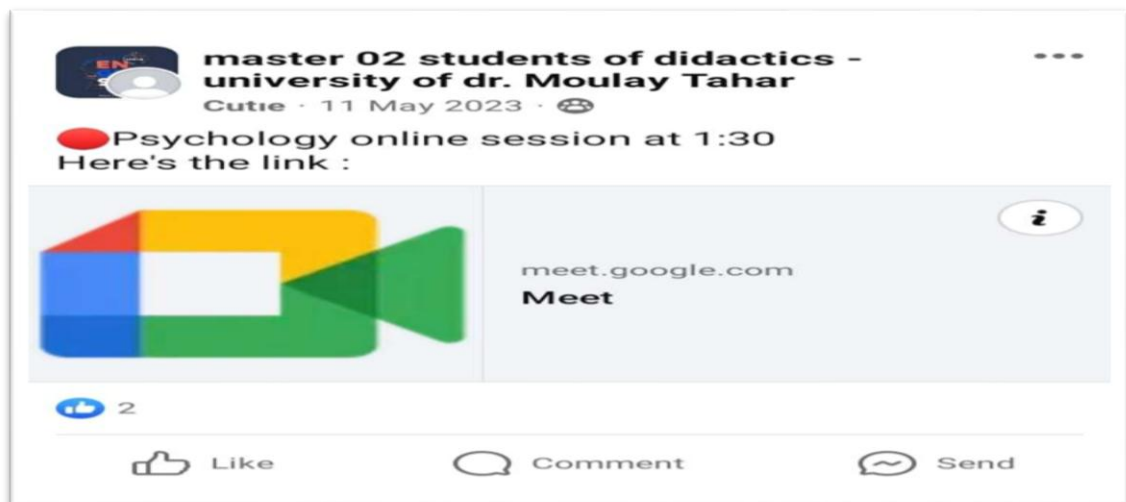 EN
master 02 students of didactics -
university of dr. Moulay Tahar
Cutie · 11 May 2023 ·
Psychology online session at 1:30
Here's the link :
i
meet.google.com
Meet
2
Like Comment Send